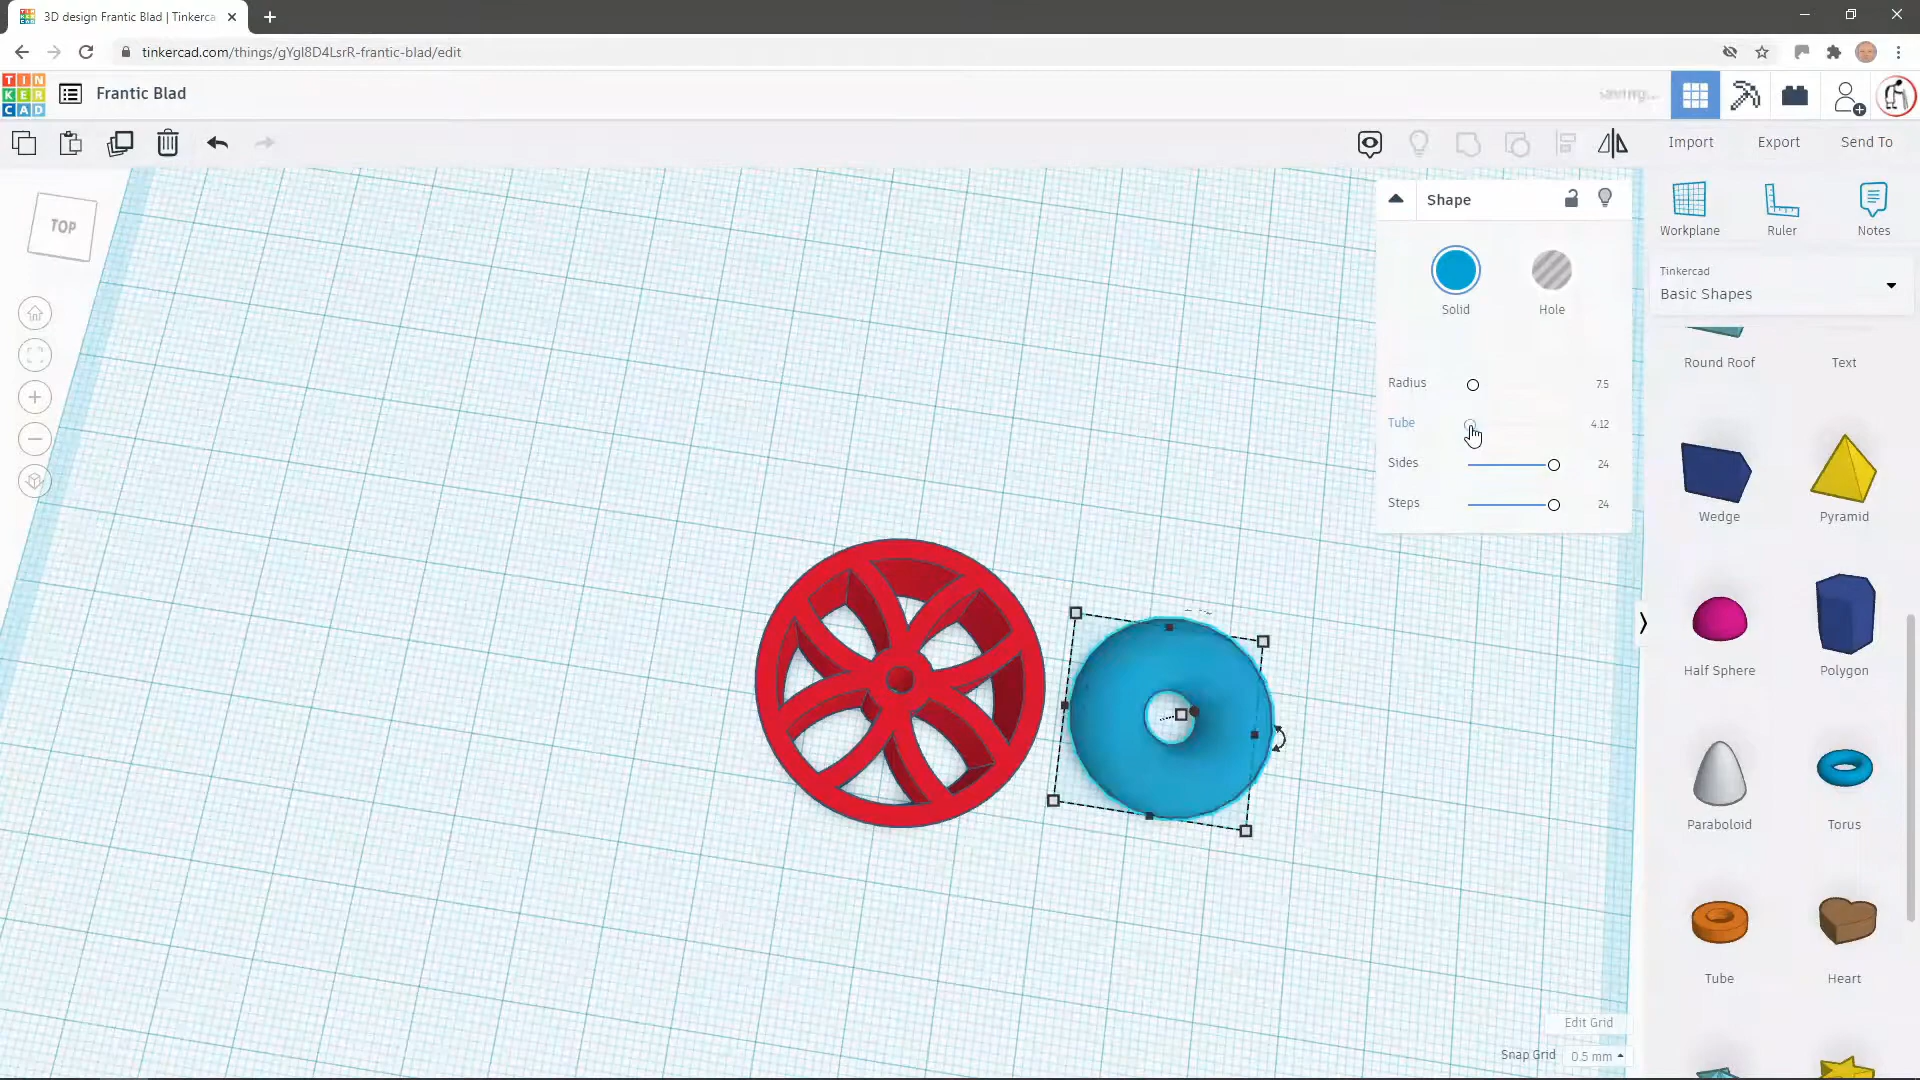 3D design Frantic Blad | Tinkerca
tinkercad.com/things/gYgI8D4LsrR-frantic-blad/edit
TIN
KER
CAD
Frantic Blad
saving...
Import
Export
Send To
TOP
Shape
Solid
Hole
Radius
7.5
Tube
4.12
Sides
24
Steps
24
Workplane
Ruler
Notes
Tinkercad
Basic Shapes
Round Roof
Text
Wedge
Pyramid
Half Sphere
Polygon
Paraboloid
Torus
Tube
Heart
Edit Grid
Snap Grid
0.5 mm